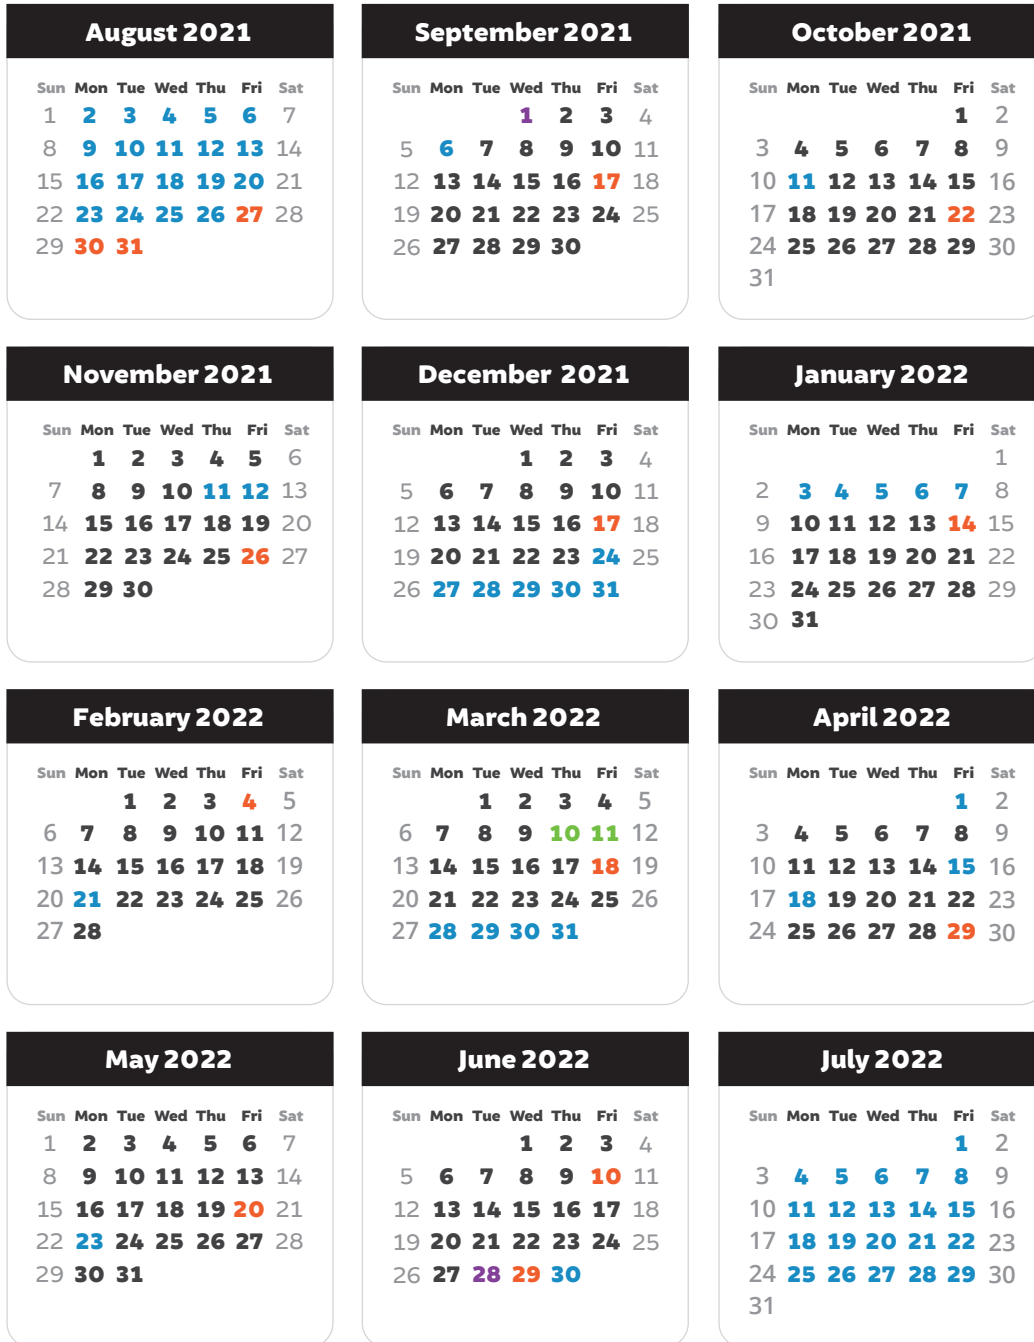 August 2021
Sun Mon Tue Wed Thu Fri Sat
1 2 3 4 5 6 7
8 9 10 11 12 13 14
15 16 17 18 19 20 21
22 23 24 25 26 27 28
29 30 31
September 2021
Sun Mon Tue Wed Thu Fri Sat
1 2 3 4
5 6 7 8 9 10 11
12 13 14 15 16 17 18
19 20 21 22 23 24 25
26 27 28 29 30
October 2021
Sun Mon Tue Wed Thu Fri Sat
1 2
3 4 5 6 7 8 9
10 11 12 13 14 15 16
17 18 19 20 21 22 23
24 25 26 27 28 29 30
31
November 2021
Sun Mon Tue Wed Thu Fri Sat
1 2 3 4 5 6
7 8 9 10 11 12 13
14 15 16 17 18 19 20
21 22 23 24 25 26 27
28 29 30
December 2021
Sun Mon Tue Wed Thu Fri Sat
1 2 3 4
5 6 7 8 9 10 11
12 13 14 15 16 17 18
19 20 21 22 23 24 25
26 27 28 29 30 31
January 2022
Sun Mon Tue Wed Thu Fri Sat
1
2 3 4 5 6 7 8
9 10 11 12 13 14 15
16 17 18 19 20 21 22
23 24 25 26 27 28 29
30 31
February 2022
Sun Mon Tue Wed Thu Fri Sat
1 2 3 4 5
6 7 8 9 10 11 12
13 14 15 16 17 18 19
20 21 22 23 24 25 26
27 28
March 2022
Sun Mon Tue Wed Thu Fri Sat
1 2 3 4 5
6 7 8 9 10 11 12
13 14 15 16 17 18 19
20 21 22 23 24 25 26
27 28 29 30 31
April 2022
Sun Mon Tue Wed Thu Fri Sat
1 2
3 4 5 6 7 8 9
10 11 12 13 14 15 16
17 18 19 20 21 22 23
24 25 26 27 28 29 30
May 2022
Sun Mon Tue Wed Thu Fri Sat
1 2 3 4 5 6 7
8 9 10 11 12 13 14
15 16 17 18 19 20 21
22 23 24 25 26 27 28
29 30 31
June 2022
Sun Mon Tue Wed Thu Fri Sat
1 2 3 4
5 6 7 8 9 10 11
12 13 14 15 16 17 18
19 20 21 22 23 24 25
26 27 28 29 30
July 2022
Sun Mon Tue Wed Thu Fri Sat
1 2
3 4 5 6 7 8 9
10 11 12 13 14 15 16
17 18 19 20 21 22 23
24 25 26 27 28 29 30
31